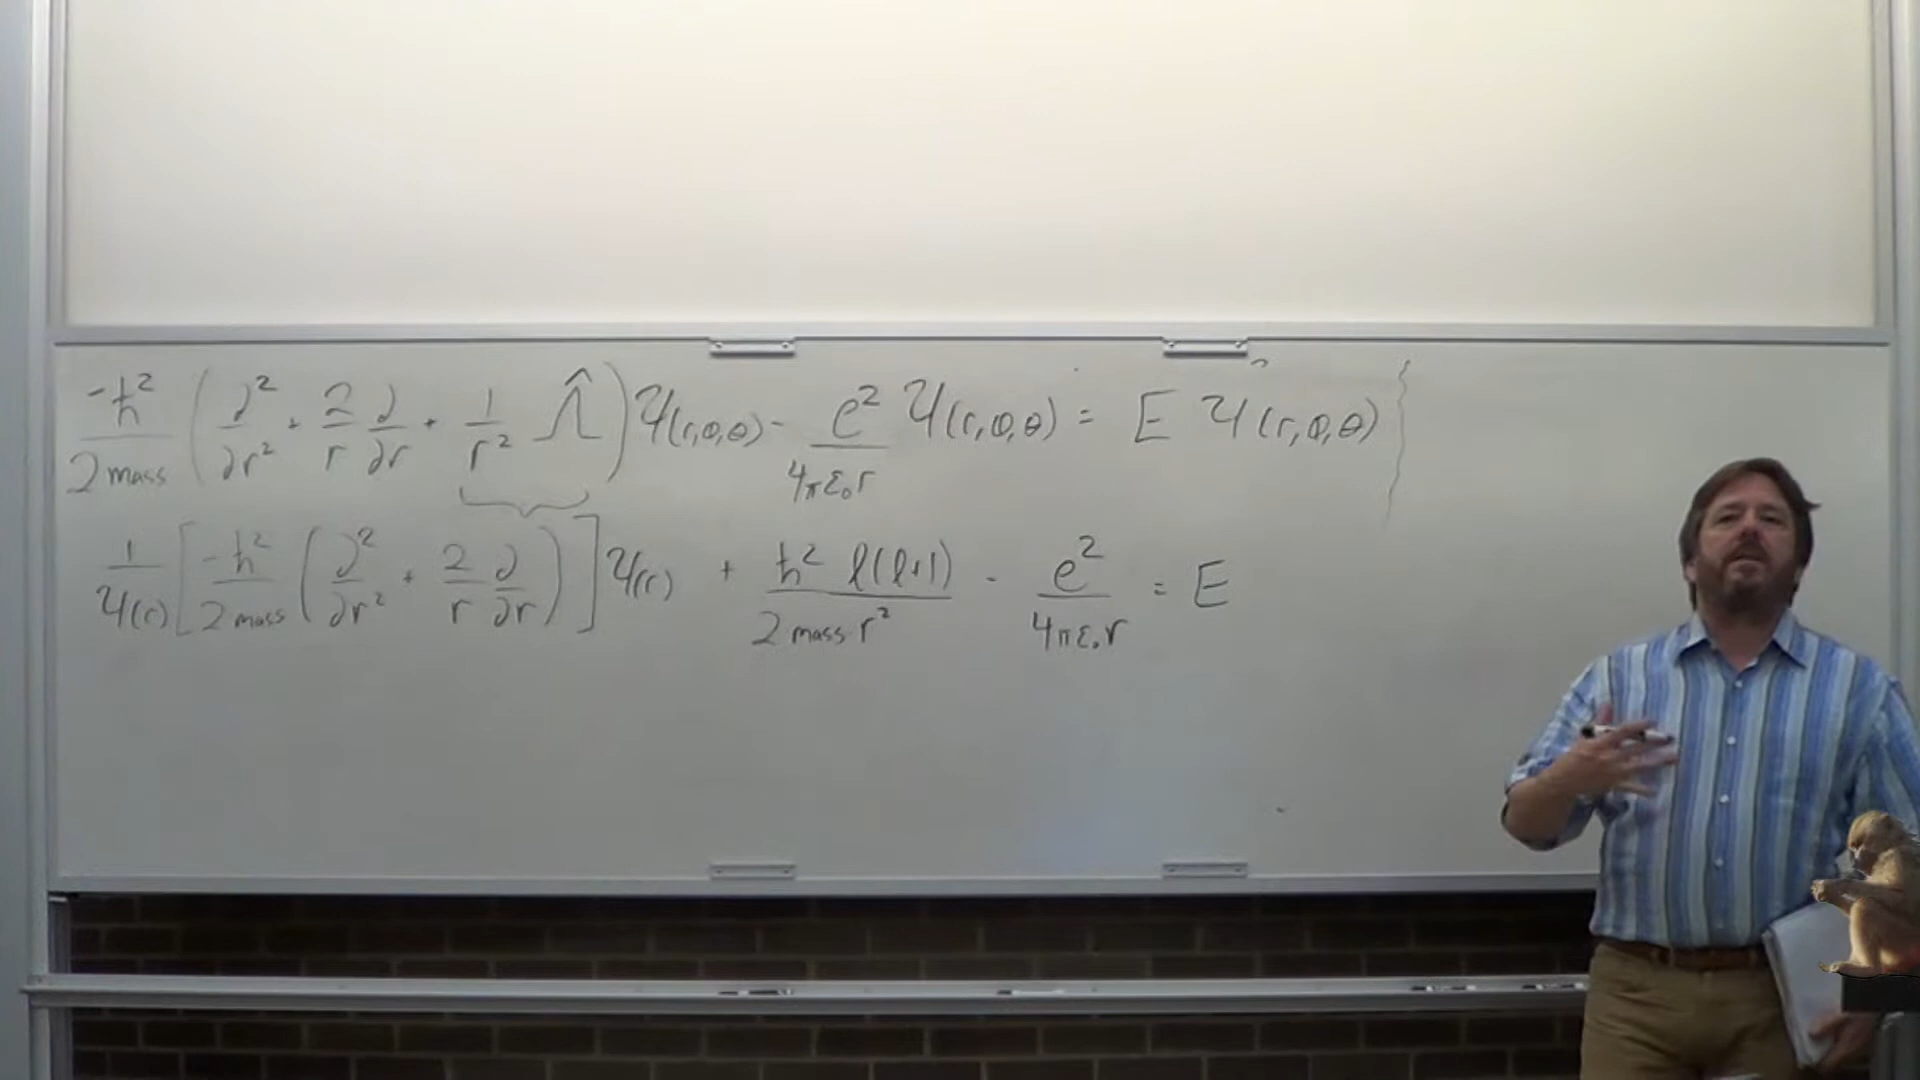 -ħ²/2 mass (∂²/∂r² + 2/r ∂/∂r + 1/r² Λ̂) Ψ(r,φ,θ) - e²/4πε₀r Ψ(r,φ,θ) = E Ψ(r,φ,θ)
1/Ψ(r) [-ħ²/2 mass (∂²/∂r² + 2/r ∂/∂r)] Ψ(r) + ħ² ℓ(ℓ+1)/2 mass·r² - e²/4πε₀r = E